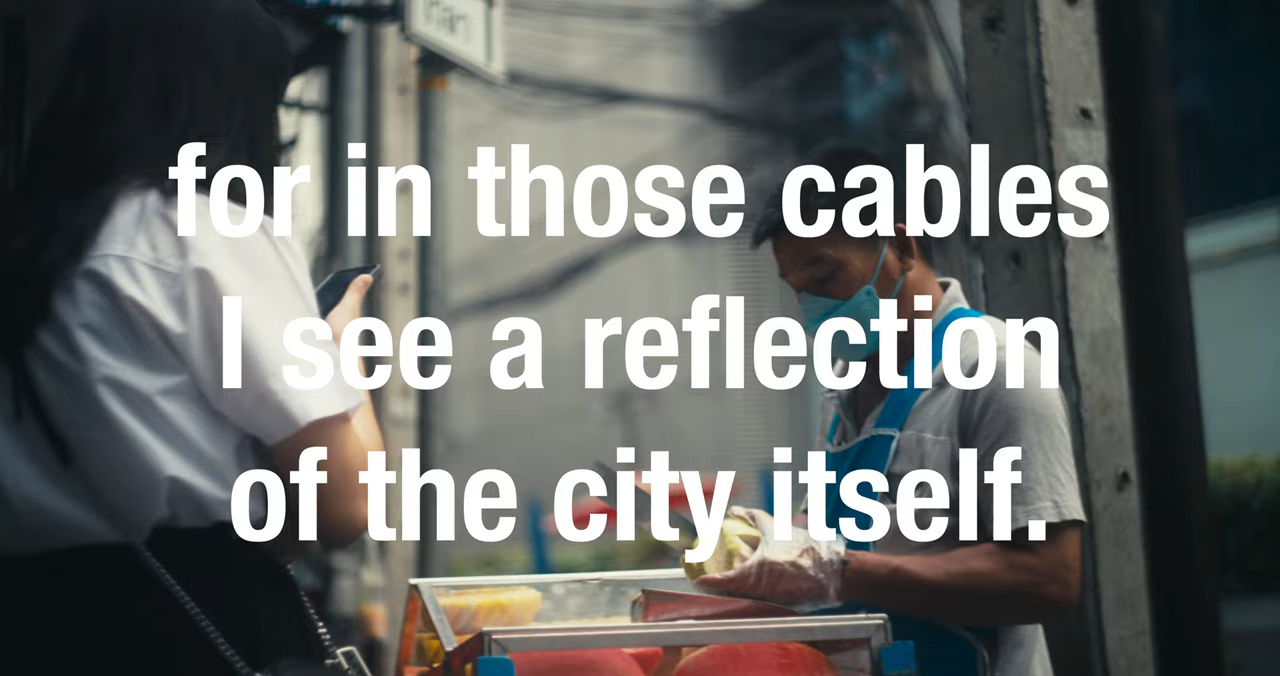 for in those cables
I see a reflection
of the city itself.